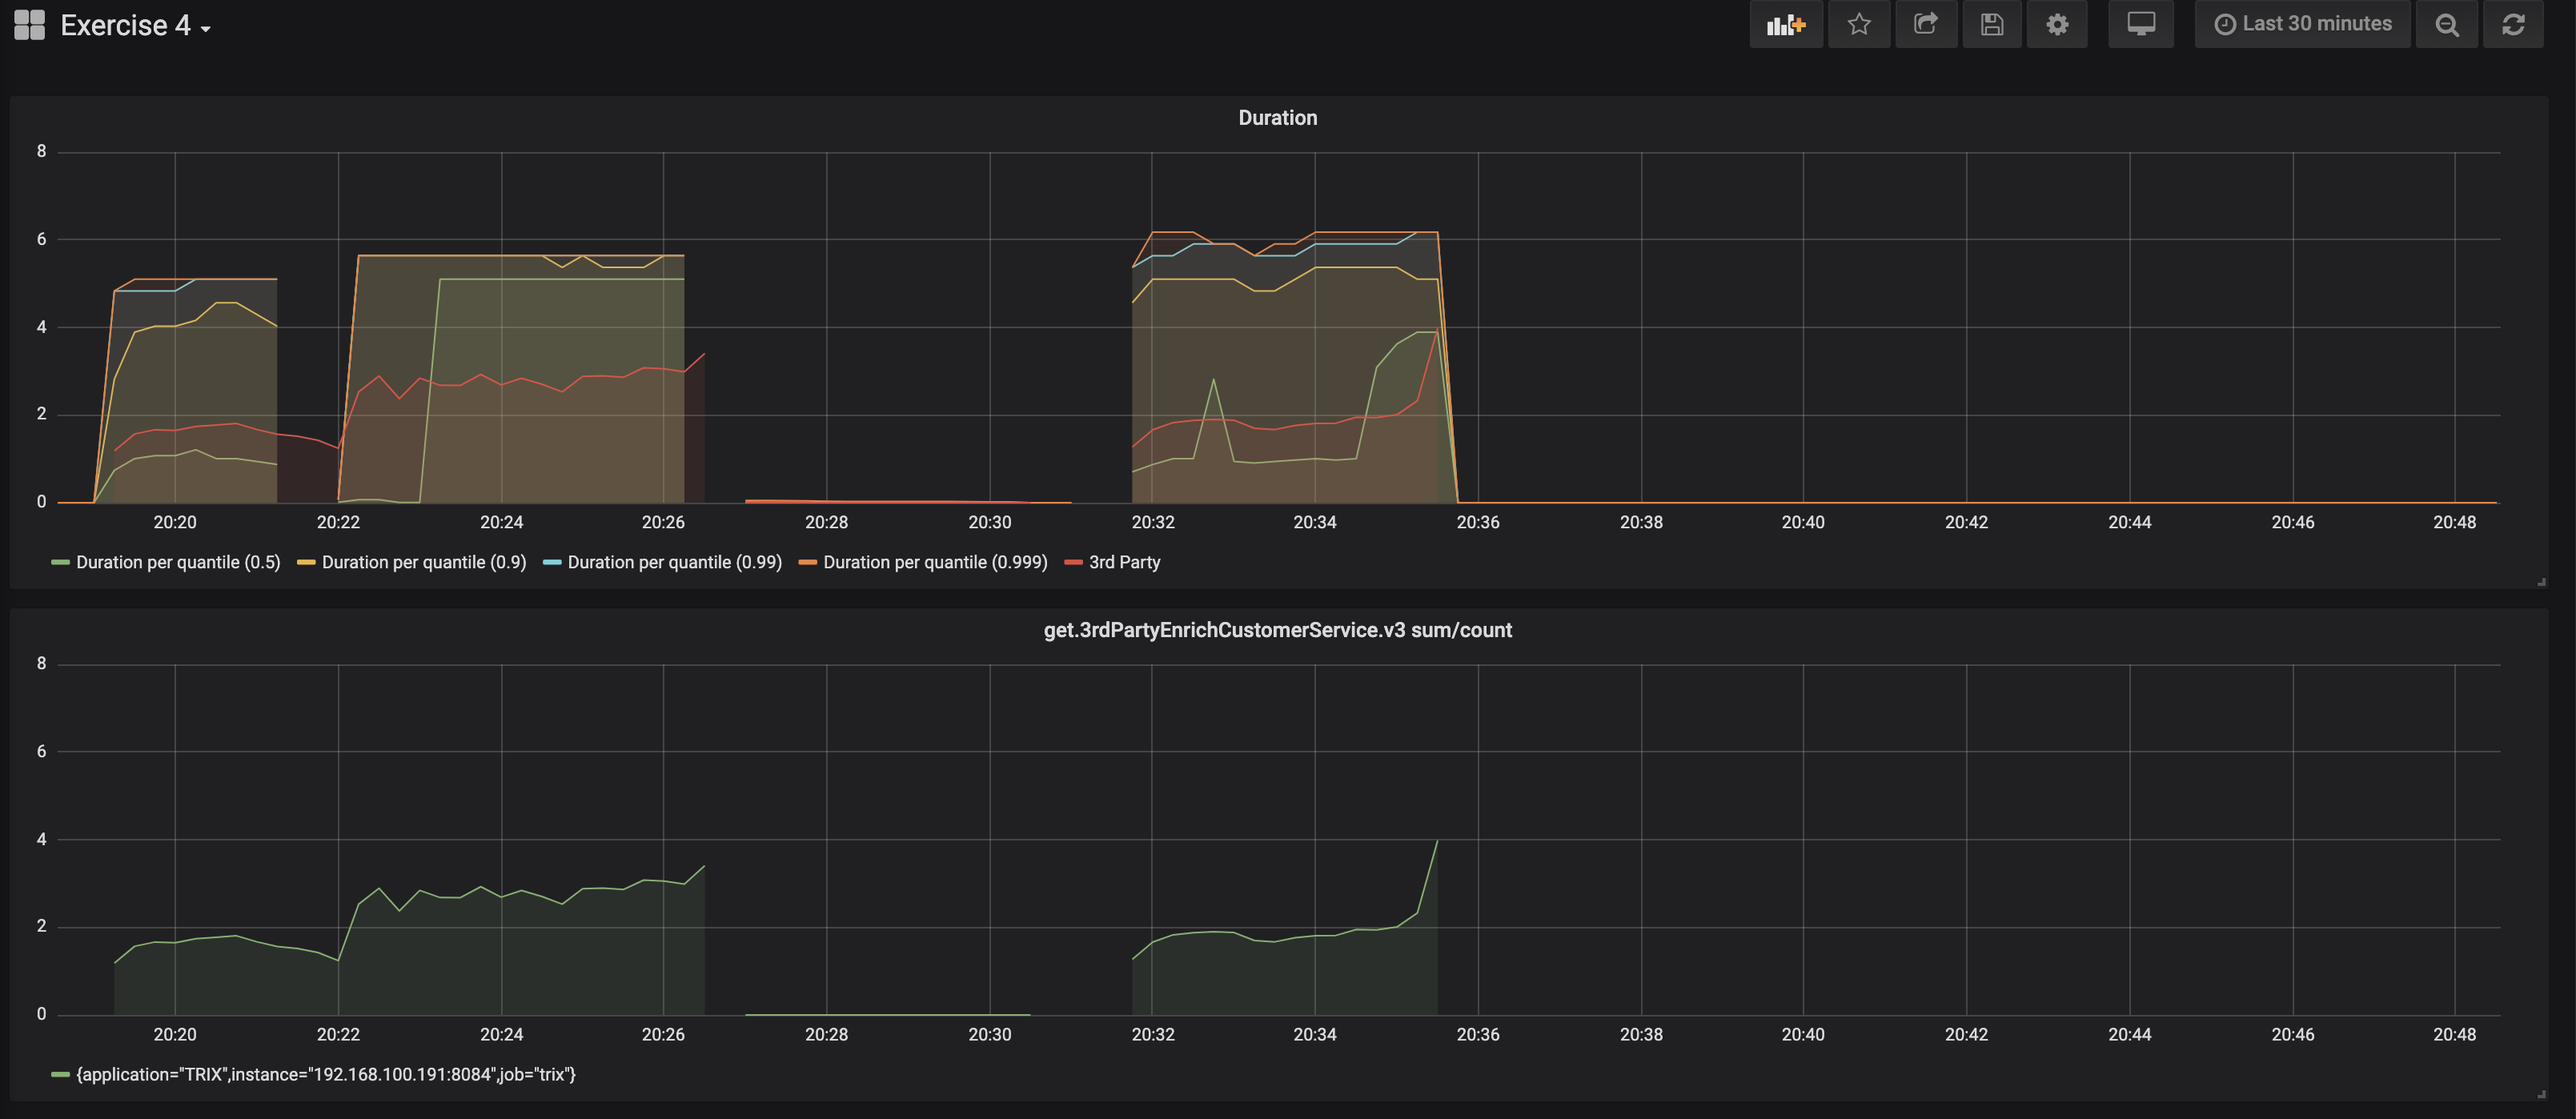 Exercise 4
Last 30 minutes
Duration
8
6
4
2
0
20:20 20:22 20:24 20:26 20:28 20:30 20:32 20:34 20:36 20:38 20:40 20:42 20:44 20:46 20:48
Duration per quantile (0.5) Duration per quantile (0.9) Duration per quantile (0.99) Duration per quantile (0.999) 3rd Party
get.3rdPartyEnrichCustomerService.v3 sum/count
8
6
4
2
0
20:20 20:22 20:24 20:26 20:28 20:30 20:32 20:34 20:36 20:38 20:40 20:42 20:44 20:46 20:48
{application="TRIX",instance="192.168.100.191:8084",job="trix"}